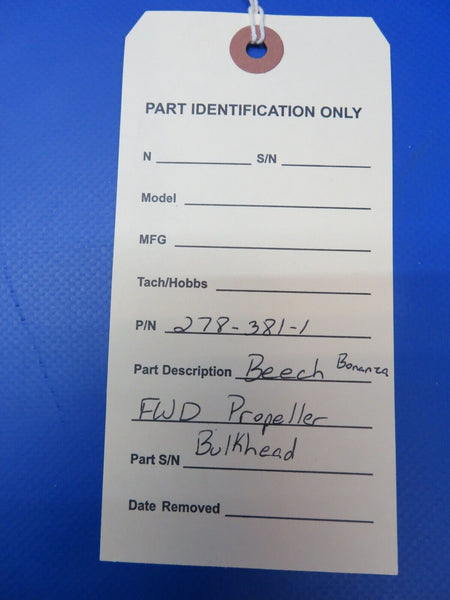 PART IDENTIFICATION ONLY
N S/N
Model
MFG
Tach/Hobbs
P/N 278-381-1
Part Description Beech Bonanza
FWD Propeller
Bulkhead
Part S/N
Date Removed